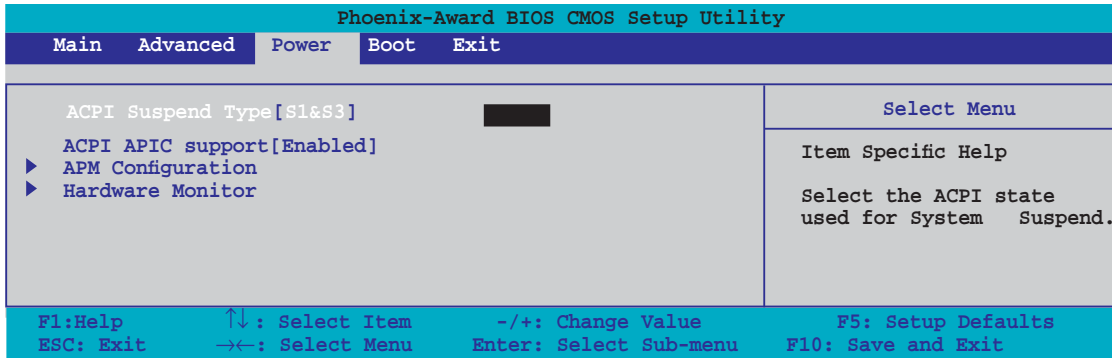 Phoenix-Award BIOS CMOS Setup Utility
Main Advanced Power Boot Exit
ACPI Suspend Type[S1&S3]
ACPI APIC support[Enabled]
APM Configuration
Hardware Monitor
Select Menu
Item Specific Help
Select the ACPI state
used for System Suspend.
F1:Help ↑↓: Select Item -/+: Change Value F5: Setup Defaults
ESC: Exit →←: Select Menu Enter: Select Sub-menu F10: Save and Exit